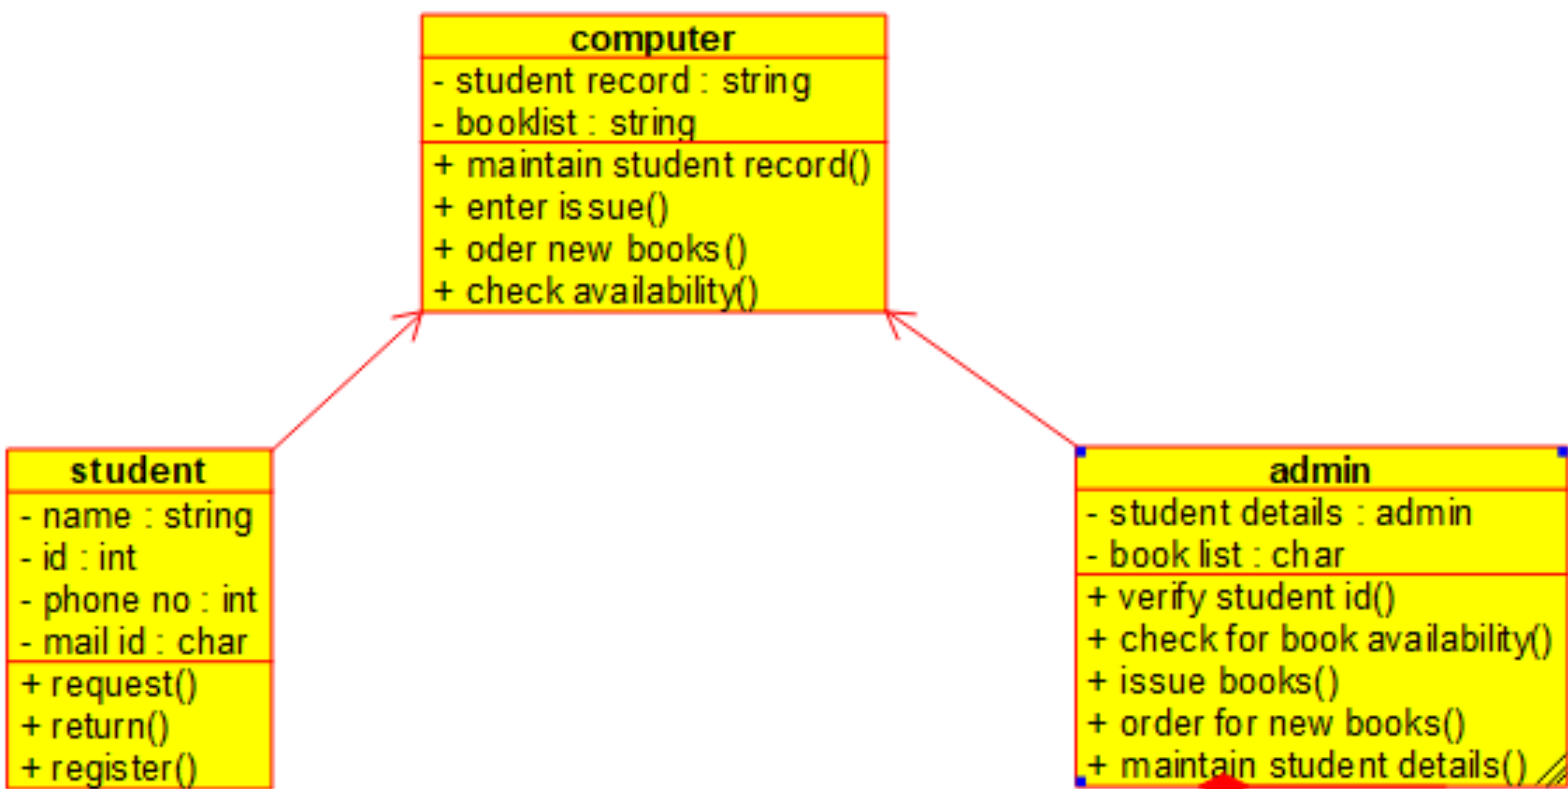 computer
- student record : string
- booklist : string
+ maintain student record()
+ enter issue()
+ oder new books()
+ check availability()
student
- name : string
- id : int
- phone no : int
- mail id : char
+ request()
+ return()
+ register()
admin
- student details : admin
- book list : char
+ verify student id()
+ check for book availability()
+ issue books()
+ order for new books()
+ maintain student details()